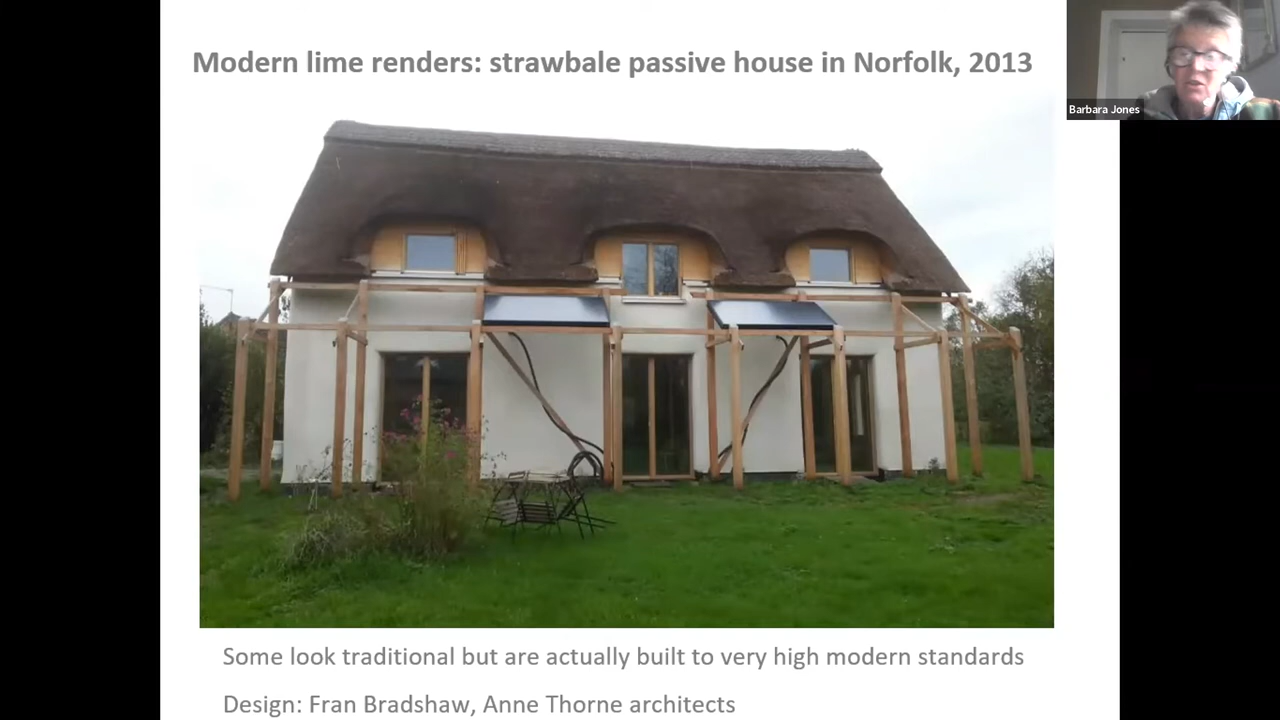 Modern lime renders: strawbale passive house in Norfolk, 2013
Barbara Jones
Some look traditional but are actually built to very high modern standards
Design: Fran Bradshaw, Anne Thorne architects